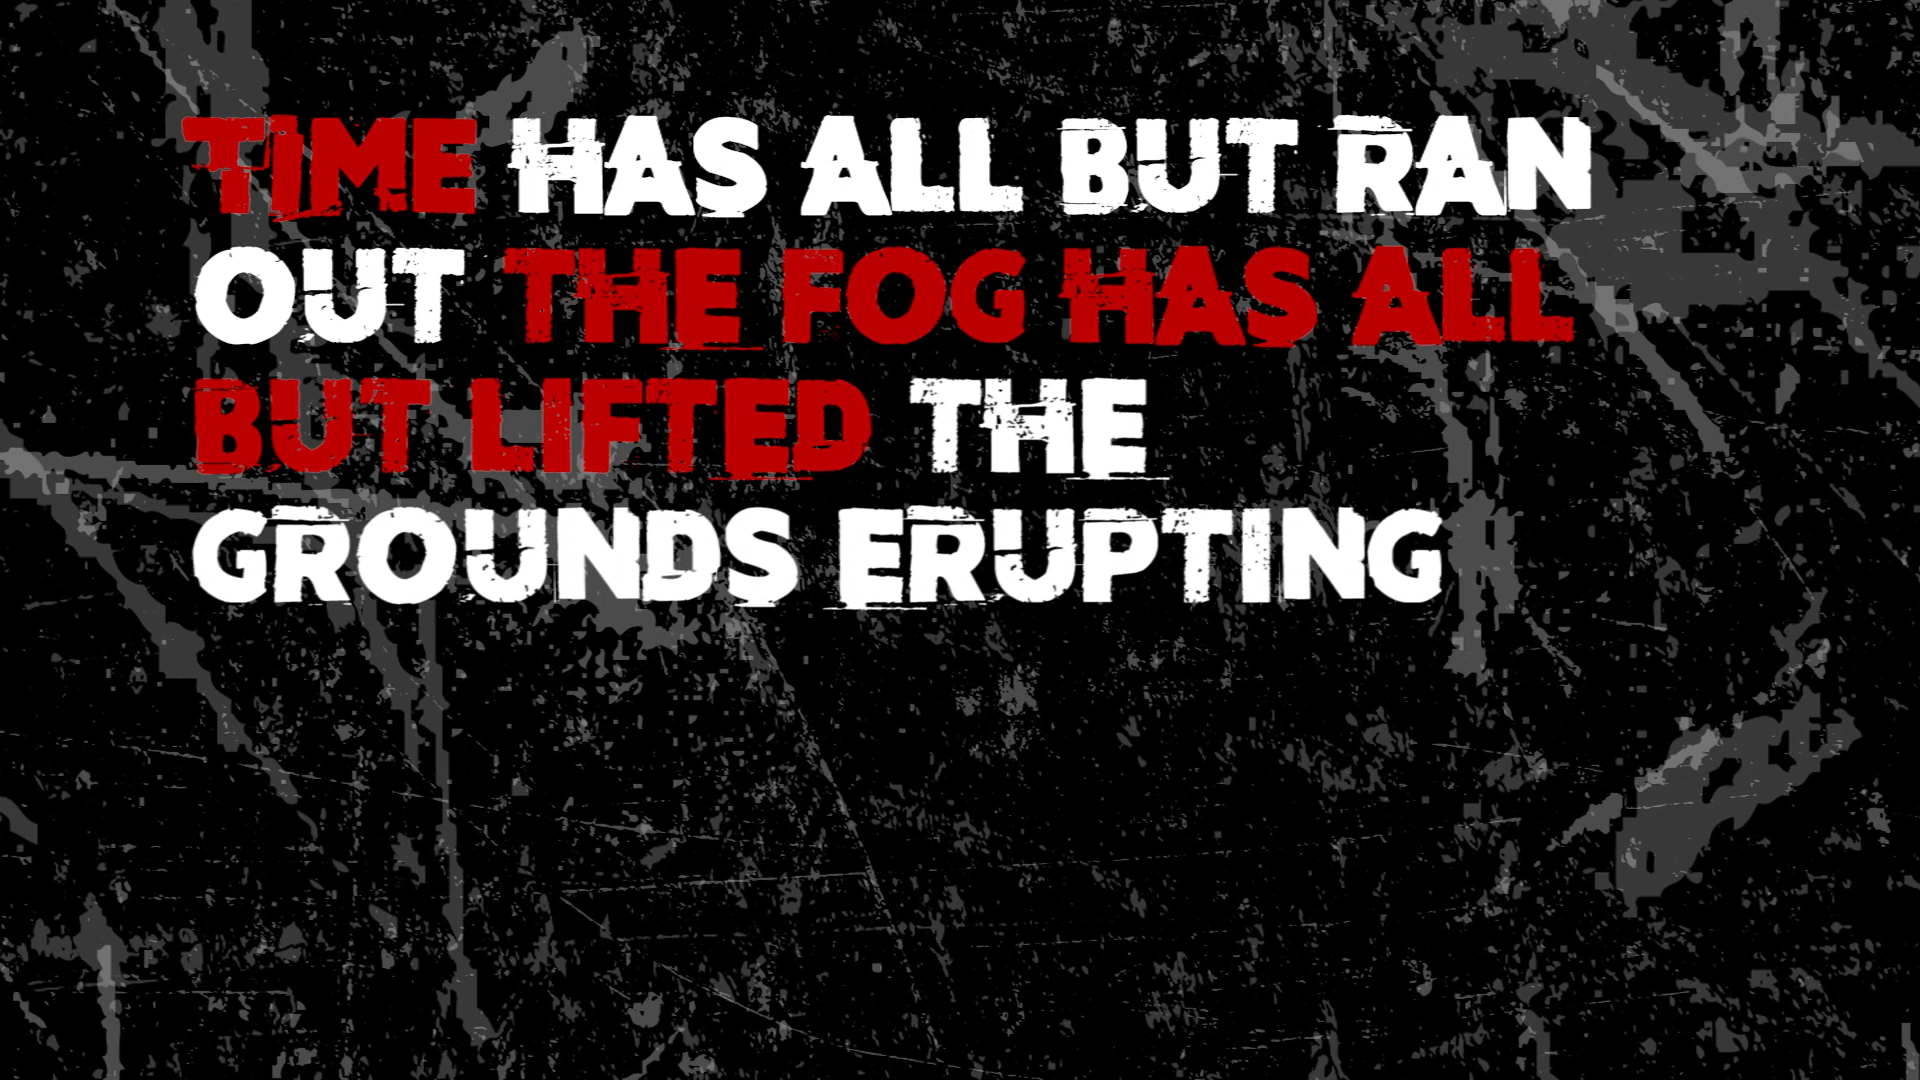 TIME HAS ALL BUT RAN
OUT THE FOG HAS ALL
BUT LIFTED THE
GROUNDS ERUPTING